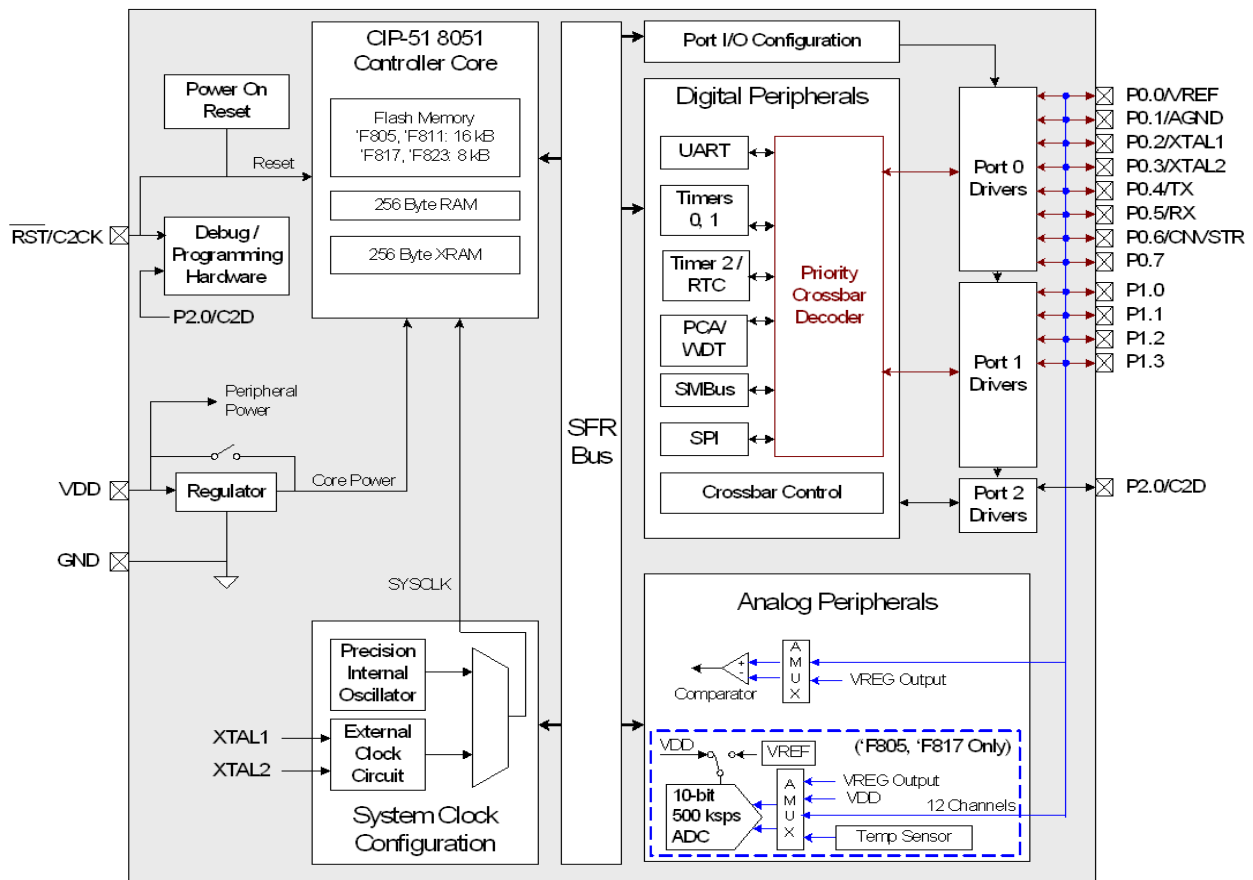 CIP-51 8051
Controller Core
Flash Memory
'F805, 'F811: 16 kB
'F817, 'F823: 8 kB
256 Byte RAM
256 Byte XRAM
Power On
Reset
Reset
RST/C2CK
Debug /
Programming
Hardware
P2.0/C2D
Peripheral
Power
VDD
Regulator
Core Power
GND
SYSCLK
Precision
Internal
Oscillator
XTAL1
XTAL2
External
Clock
Circuit
System Clock
Configuration
SFR
Bus
Port I/O Configuration
Digital Peripherals
UART
Timers
0, 1
Timer 2 /
RTC
PCA/
WDT
SMBus
SPI
Priority
Crossbar
Decoder
Crossbar Control
Port 0
Drivers
Port 1
Drivers
Port 2
Drivers
P0.0/VREF
P0.1/AGND
P0.2/XTAL1
P0.3/XTAL2
P0.4/TX
P0.5/RX
P0.6/CNVSTR
P0.7
P1.0
P1.1
P1.2
P1.3
P2.0/C2D
Analog Peripherals
+
-
Comparator
AMUX
VREG Output
('F805, 'F817 Only)
VDD
VREF
10-bit
500 ksps
ADC
AMUX
VREG Output
VDD
12 Channels
Temp Sensor